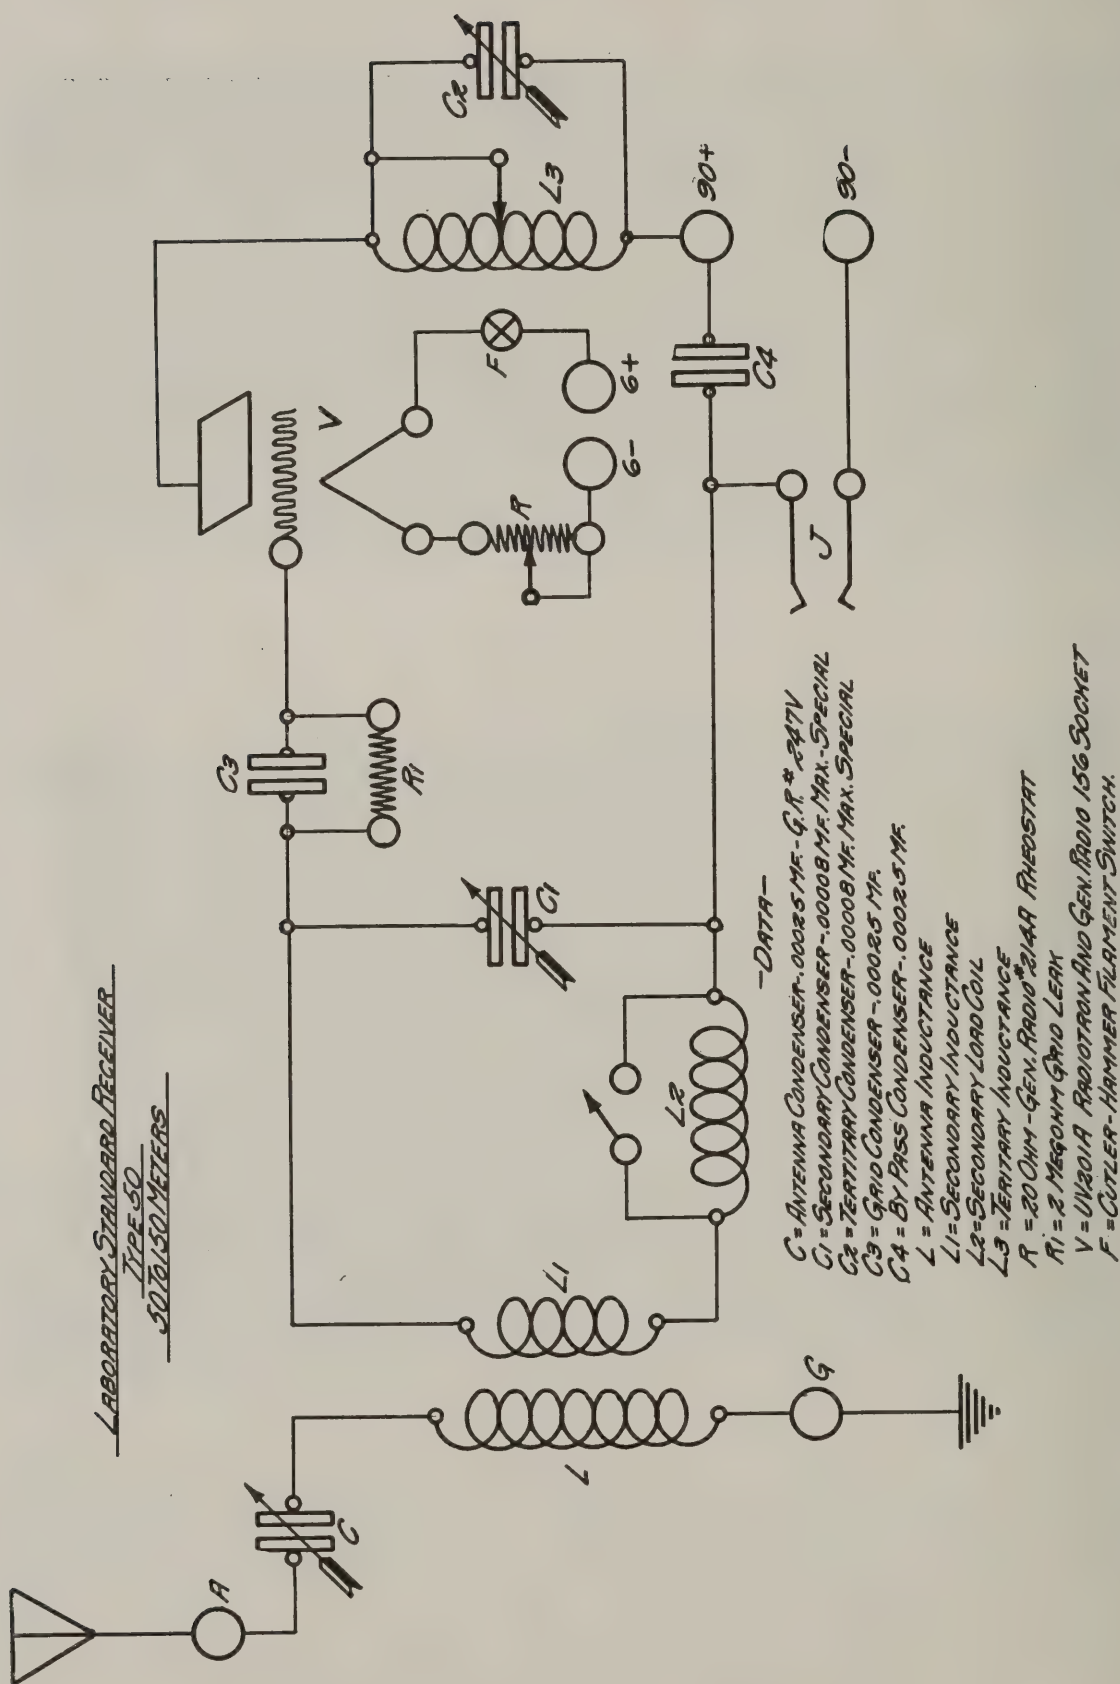 LABORATORY STANDARD RECEIVER
TYPE 50
50 TO 150 METERS
A
C
L
G
L1
L2
C1
C3
R1
R
V
F
6-
6+
C2
L3
C4
90+
90-
J
-DATA-
C = ANTENNA CONDENSER-.00025 MF.-G.R.# 247V
C1 = SECONDARY CONDENSER-.0008 MF. MAX.-SPECIAL
C2 = TERTITARY CONDENSER-.0008 MF. MAX. SPECIAL
C3 = GRID CONDENSER-.00025 MF.
C4 = BY PASS CONDENSER-.00025 MF.
L = ANTENNA INDUCTANCE
L1 = SECONDARY INDUCTANCE
L2 = SECONDARY LOAD COIL
L3 = TERITARY INDUCTANCE
R = 20 OHM-GEN. RADIO # 214A RHEOSTAT
R1 = 2 MEGOHM GRID LEAK
V = UV201A RADIOTRON AND GEN. RADIO 156 SOCKET
F = CUTLER-HAMMER FILAMENT SWITCH.